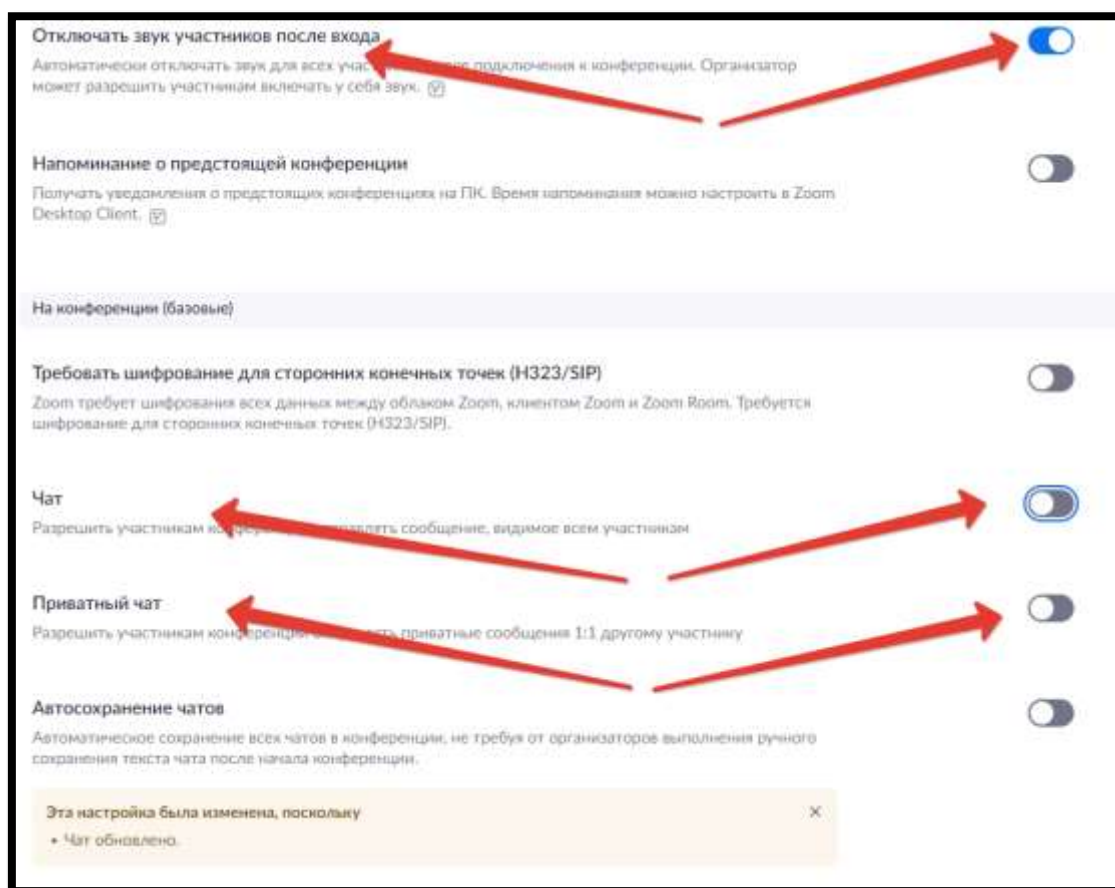 Отключать звук участников после входа
Автоматически отключать звук для всех подключения к конференции. Организатор
может разрешить участникам включать у себя звук.
Напоминание о предстоящей конференции
Получать уведомления о предстоящих конференциях на ПК. Время напоминания можно настроить в Zoom
Desktop Client.
На конференции (базовые)
Требовать шифрование для сторонних конечных точек (H323/SIP)
Zoom требует шифрования всех данных между облаком Zoom, клиентом Zoom и Zoom Room. Требуется
шифрование для сторонних конечных точек (H323/SIP).
Чат
Разрешить участникам сообщение, видимое всем участникам
Приватный чат
Разрешить участникам конференции приватные сообщения 1:1 другому участнику
Автосохранение чатов
Автоматическое сохранение всех чатов в конференции, не требуя от организаторов выполнения ручного
сохранения текста чата после начала конференции.
Эта настройка была изменена, поскольку
• Чат обновлено.